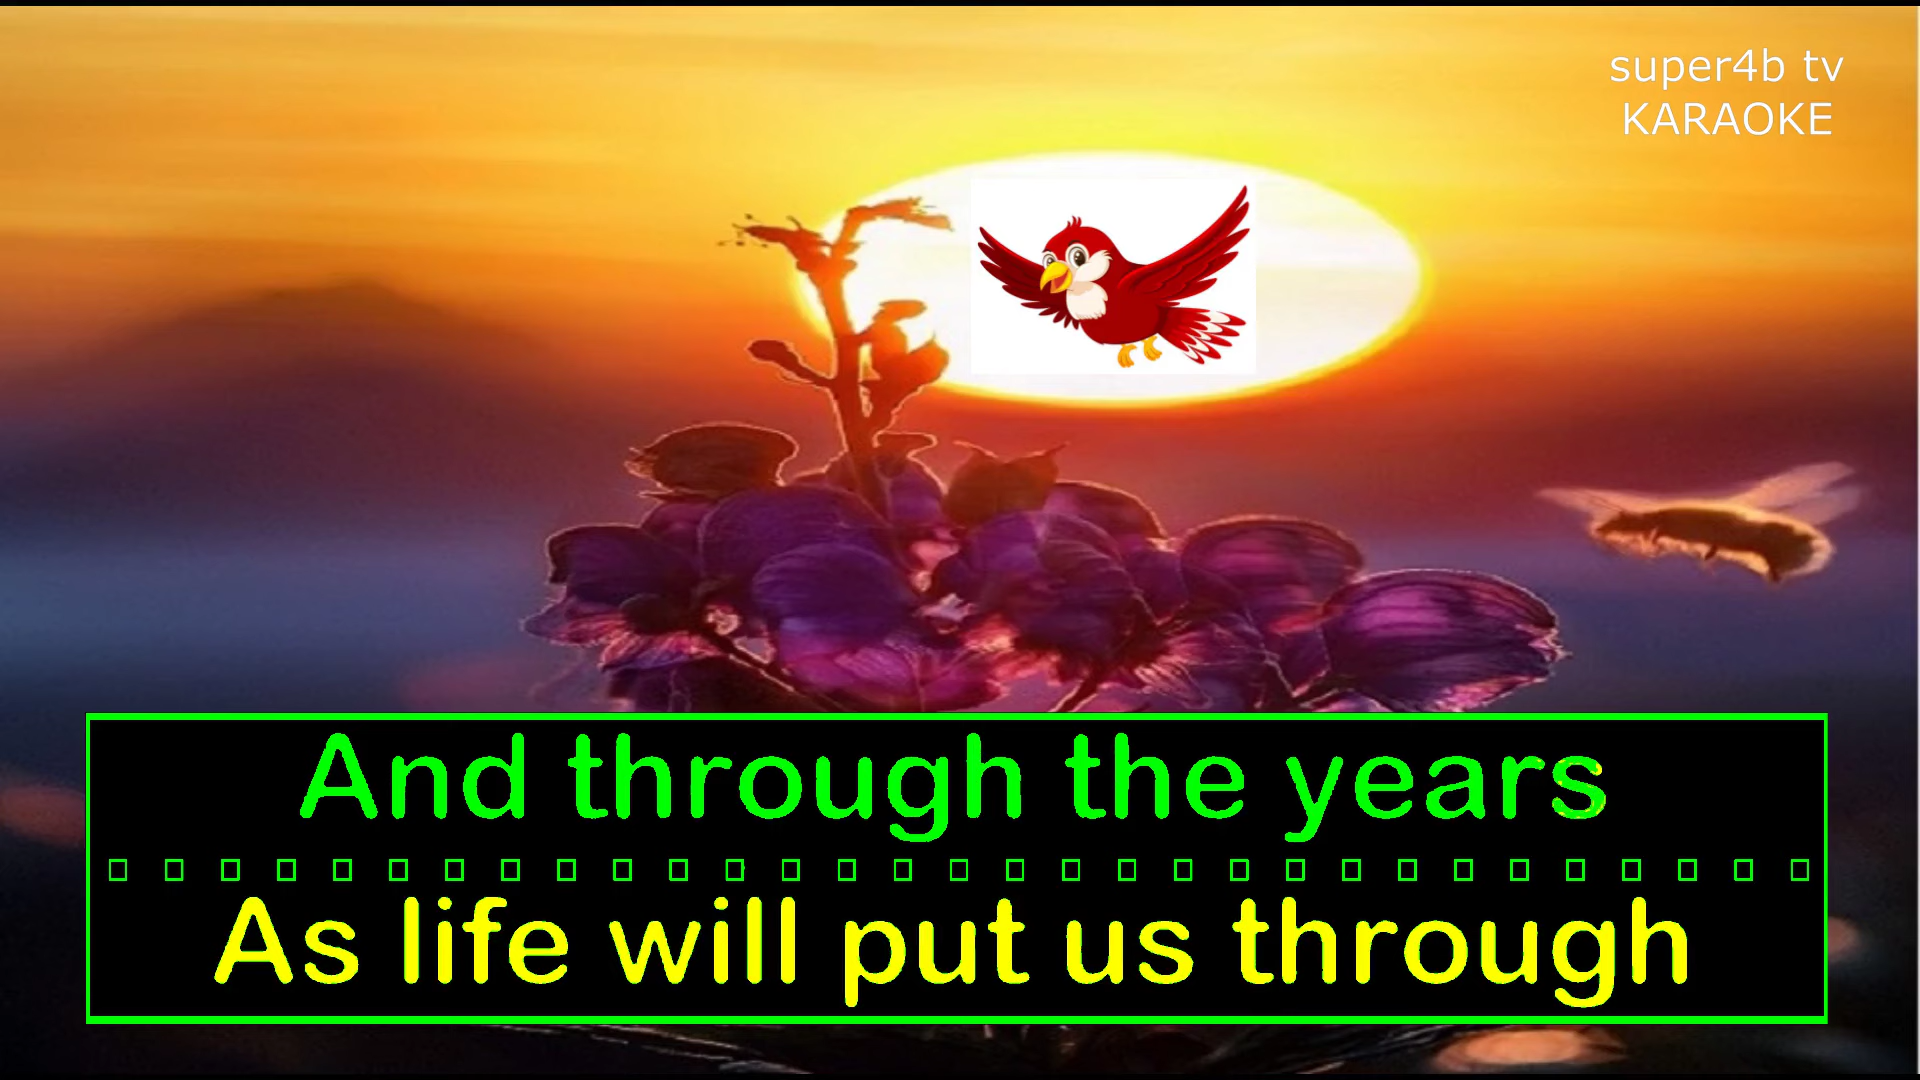 super4b tv
KARAOKE
And through the years
As life will put us through